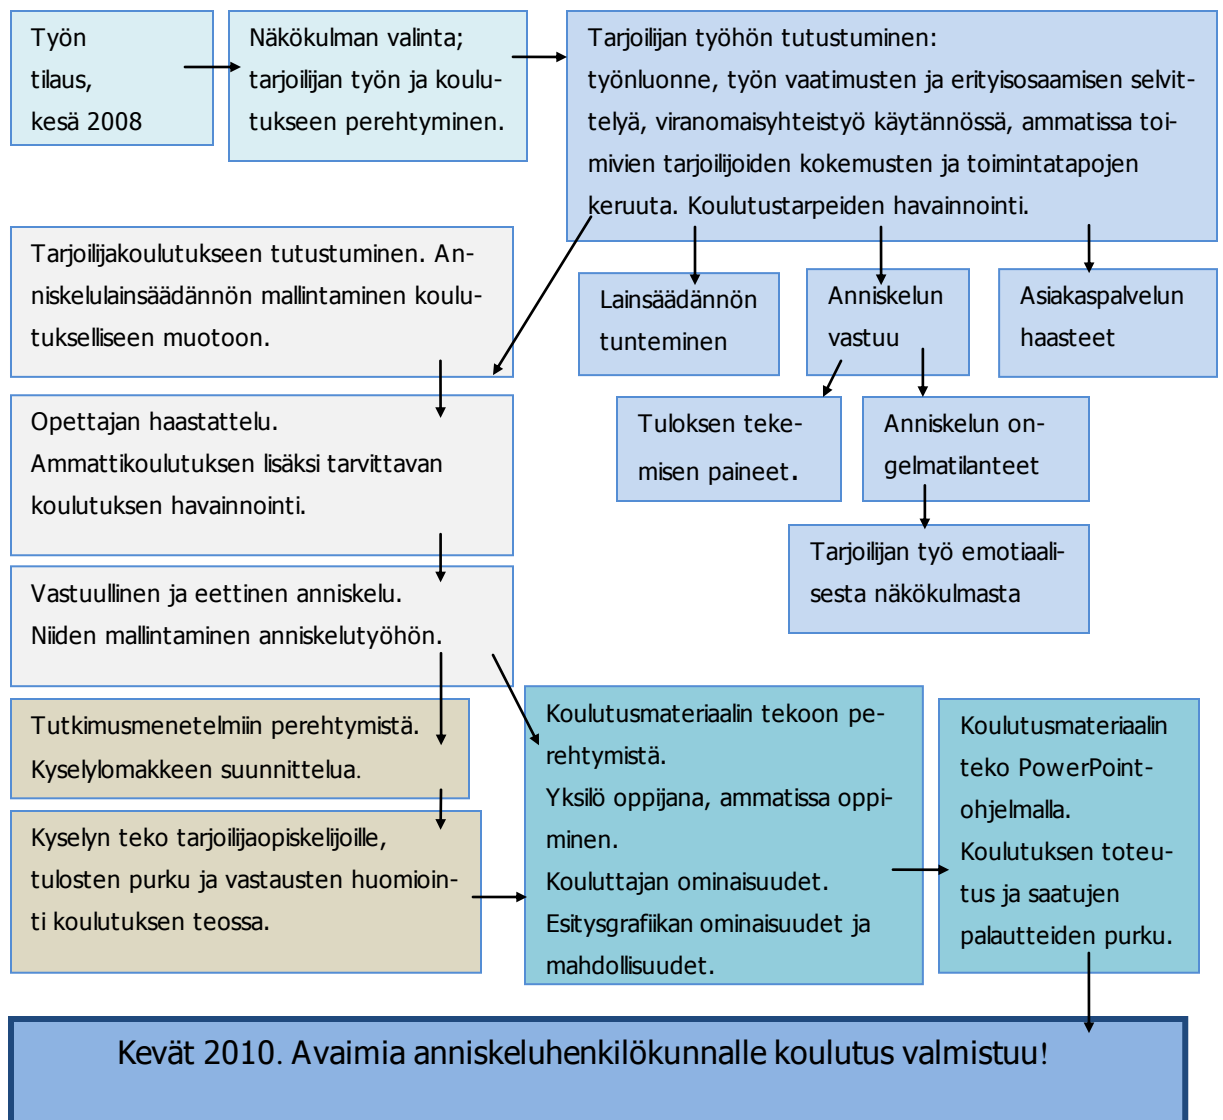 Työn
tilaus,
kesä 2008
Näkökulman valinta;
tarjoilijan työn ja koulu-
tukseen perehtyminen.
Tarjoilijan työhön tutustuminen:
työnluonne, työn vaatimusten ja erityisosaamisen selvit-
telyä, viranomaisyhteistyö käytännössä, ammatissa toi-
mivien tarjoilijoiden kokemusten ja toimintatapojen
keruuta. Koulutustarpeiden havainnointi.
Tarjoilijakoulutukseen tutustuminen. An-
niskelulainsäädännön mallintaminen koulu-
tukselliseen muotoon.
Lainsäädännön
tunteminen
Anniskelun
vastuu
Asiakaspalvelun
haasteet
Opettajan haastattelu.
Ammattikoulutuksen lisäksi tarvittavan
koulutuksen havainnointi.
Tuloksen teke-
misen paineet.
Anniskelun on-
gelmatilanteet
Tarjoilijan työ emotiaali-
sesta näkökulmasta
Vastuullinen ja eettinen anniskelu.
Niiden mallintaminen anniskelutyöhön.
Tutkimusmenetelmiin perehtymistä.
Kyselylomakkeen suunnittelua.
Kyselyn teko tarjoilijaopiskelijoille,
tulosten purku ja vastausten huomioin-
ti koulutuksen teossa.
Koulutusmateriaalin tekoon pe-
rehtymistä.
Yksilö oppijana, ammatissa oppi-
minen.
Kouluttajan ominaisuudet.
Esitysgrafiikan ominaisuudet ja
mahdollisuudet.
Koulutusmateriaalin
teko PowerPoint-
ohjelmalla.
Koulutuksen toteu-
tus ja saatujen
palautteiden purku.
Kevät 2010. Avaimia anniskeluhenkilökunnalle koulutus valmistuu!